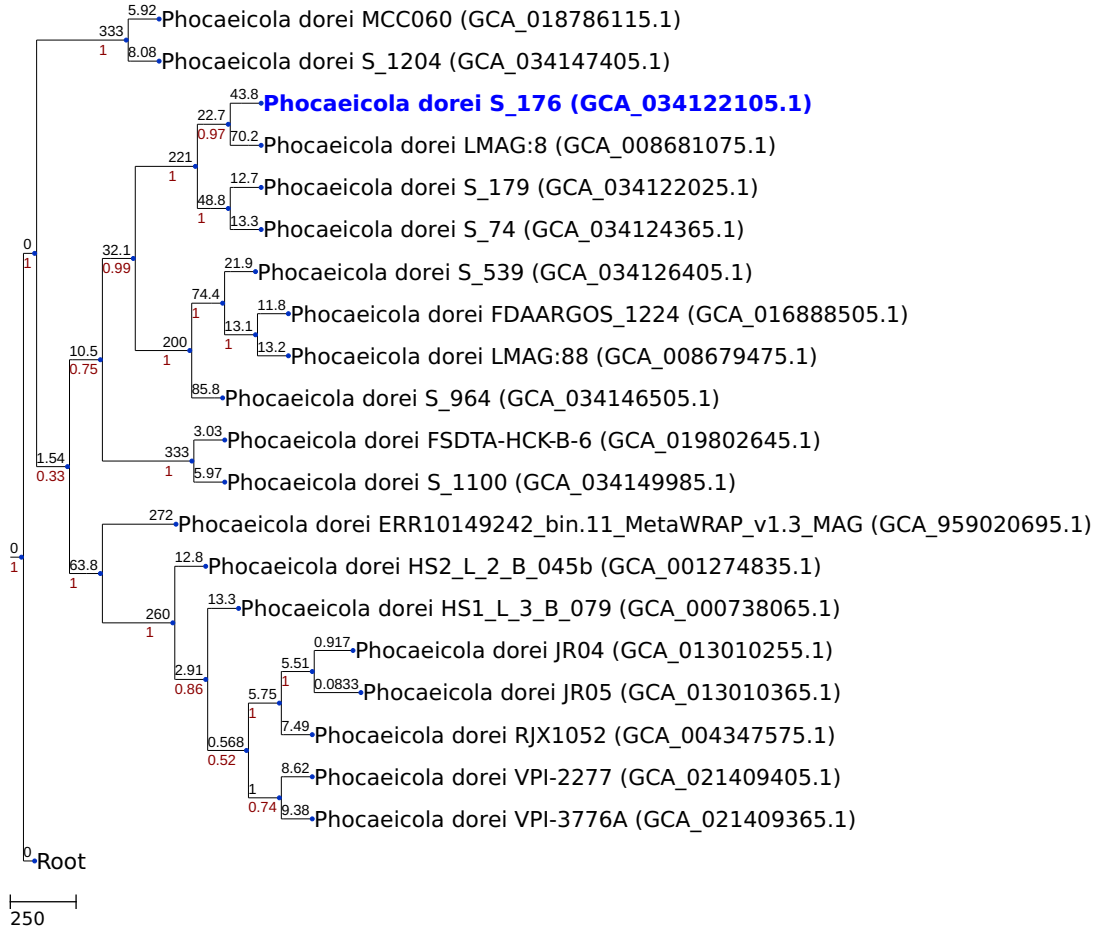 5.92
Phocaeicola dorei MCC060 (GCA_018786115.1)
333
1
8.08
Phocaeicola dorei S_1204 (GCA_034147405.1)
43.8
Phocaeicola dorei S_176 (GCA_034122105.1)
22.7
0.97
70.2
Phocaeicola dorei LMAG:8 (GCA_008681075.1)
221
1
12.7
Phocaeicola dorei S_179 (GCA_034122025.1)
48.8
1
13.3
Phocaeicola dorei S_74 (GCA_034124365.1)
0
1
32.1
0.99
21.9
Phocaeicola dorei S_539 (GCA_034126405.1)
74.4
1
11.8
Phocaeicola dorei FDAARGOS_1224 (GCA_016888505.1)
13.1
1
13.2
Phocaeicola dorei LMAG:88 (GCA_008679475.1)
200
1
10.5
0.75
85.8
Phocaeicola dorei S_964 (GCA_034146505.1)
3.03
Phocaeicola dorei FSDTA-HCK-B-6 (GCA_019802645.1)
333
1
5.97
Phocaeicola dorei S_1100 (GCA_034149985.1)
1.54
0.33
272
Phocaeicola dorei ERR10149242_bin.11_MetaWRAP_v1.3_MAG (GCA_959020695.1)
0
1
63.8
1
12.8
Phocaeicola dorei HS2_L_2_B_045b (GCA_001274835.1)
260
1
13.3
Phocaeicola dorei HS1_L_3_B_079 (GCA_000738065.1)
2.91
0.86
0.917
Phocaeicola dorei JR04 (GCA_013010255.1)
5.51
1
0.0833
Phocaeicola dorei JR05 (GCA_013010365.1)
5.75
1
7.49
Phocaeicola dorei RJX1052 (GCA_004347575.1)
0.568
0.52
8.62
Phocaeicola dorei VPI-2277 (GCA_021409405.1)
1
0.74
9.38
Phocaeicola dorei VPI-3776A (GCA_021409365.1)
0
Root
250